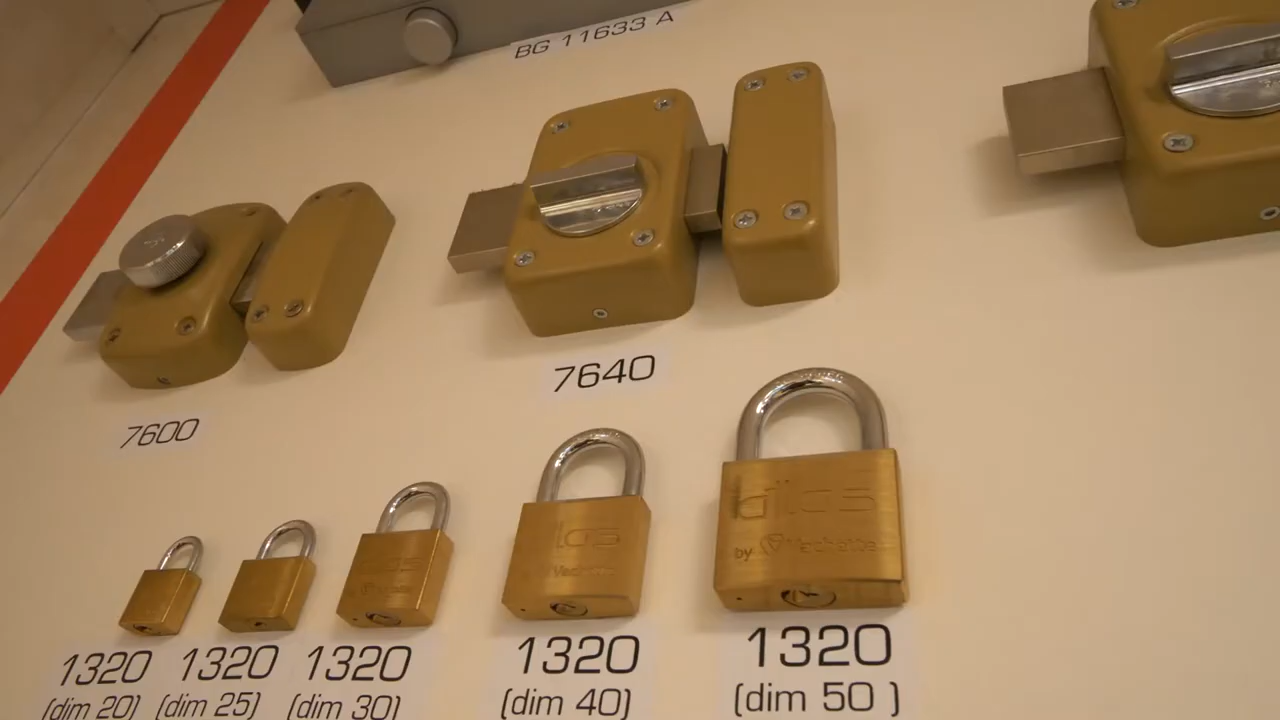 BG 11633 A
7640
7600
1320
1320
1320
1320
1320
(dim 20)
(dim 25)
(dim 30)
(dim 40)
(dim 50 )
by Vachette